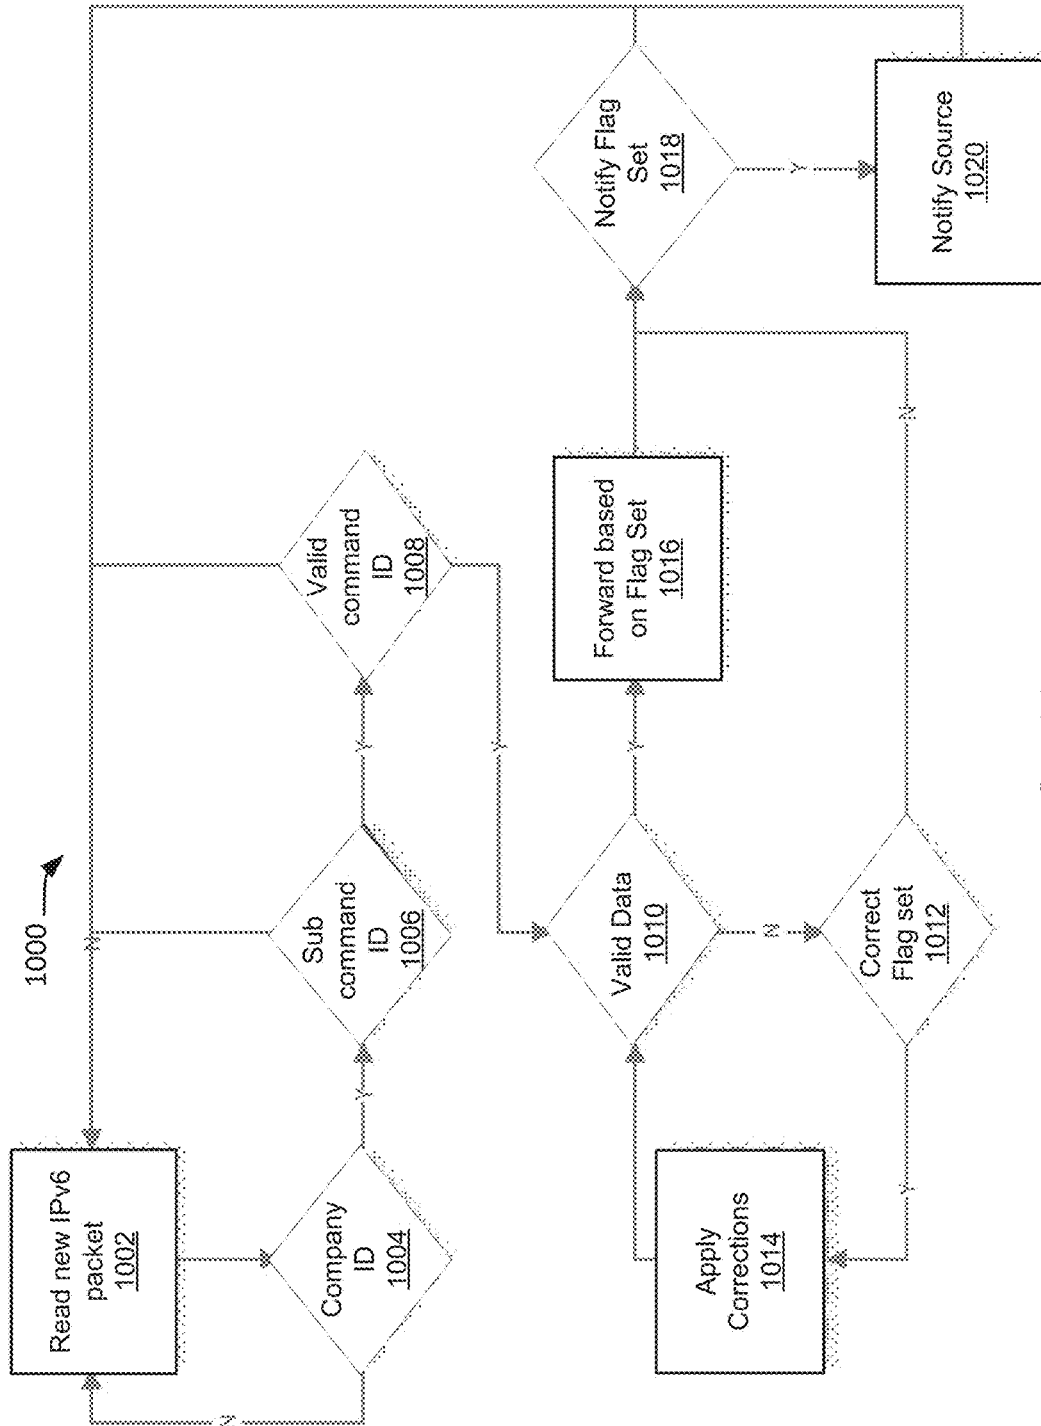 1000
Read new IPv6
packet
1002
N
Company
ID
1004
Y
Sub
command
ID
1006
N
Y
Valid
command
ID
1008
Y
Valid Data
1010
Y
N
Correct
Flag set
1012
Y
N
Apply
Corrections
1014
Forward based
on Flag Set
1016
Notify Flag
Set
1018
Y
Notify Source
1020